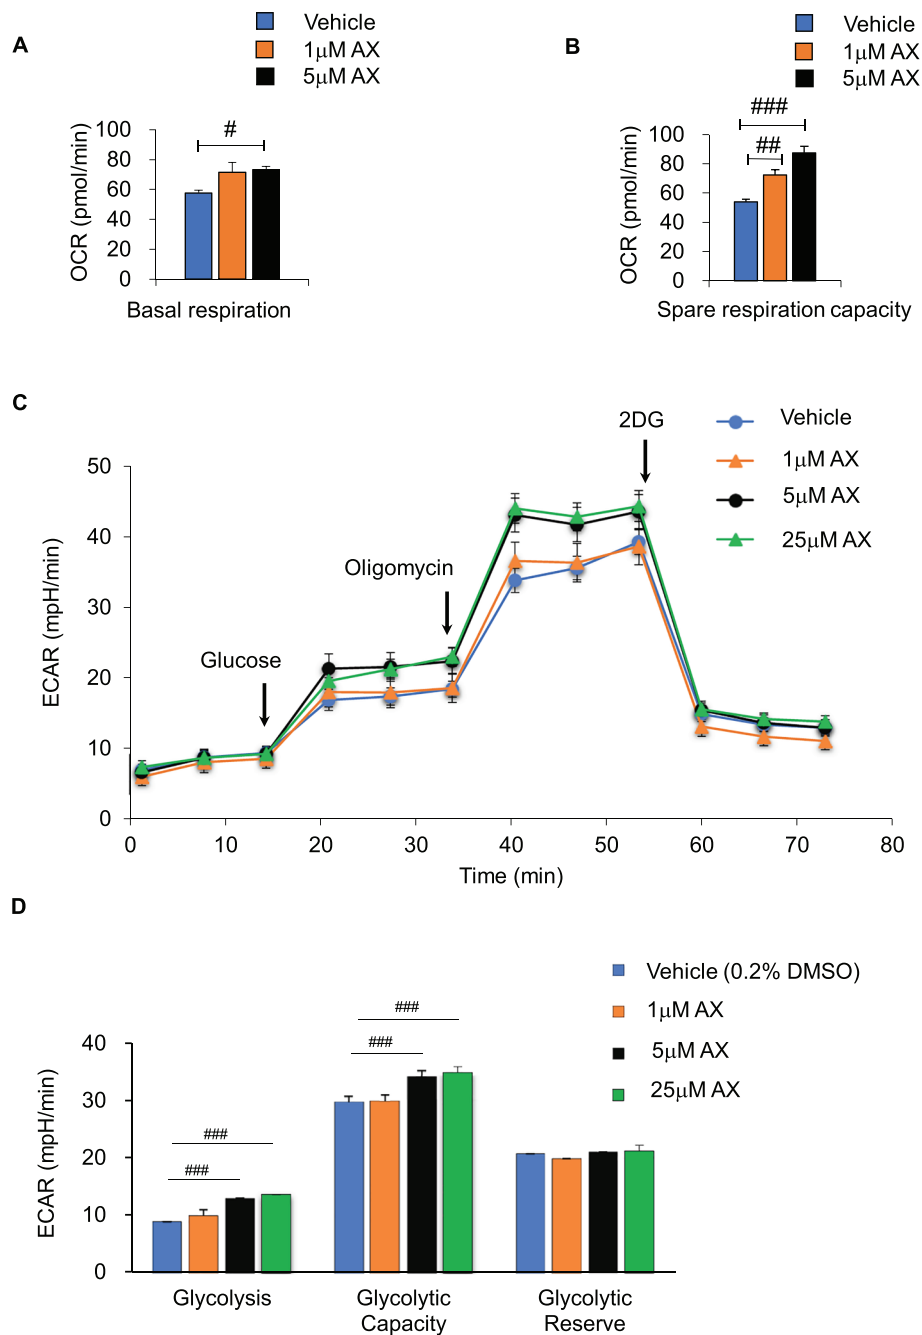 A
Vehicle
1μM AX
5μM AX
OCR (pmol/min)
100
80
60
40
20
0
#
Basal respiration
B
Vehicle
1μM AX
5μM AX
OCR (pmol/min)
100
80
60
40
20
0
###
##
Spare respiration capacity
C
Vehicle
1μM AX
5μM AX
25μM AX
2DG
Oligomycin
Glucose
ECAR (mpH/min)
50
40
30
20
10
0
0 10 20 30 40 50 60 70 80
Time (min)
D
Vehicle (0.2% DMSO)
1μM AX
5μM AX
25μM AX
ECAR (mpH/min)
40
30
20
10
0
###
###
###
###
Glycolysis
Glycolytic
Capacity
Glycolytic
Reserve